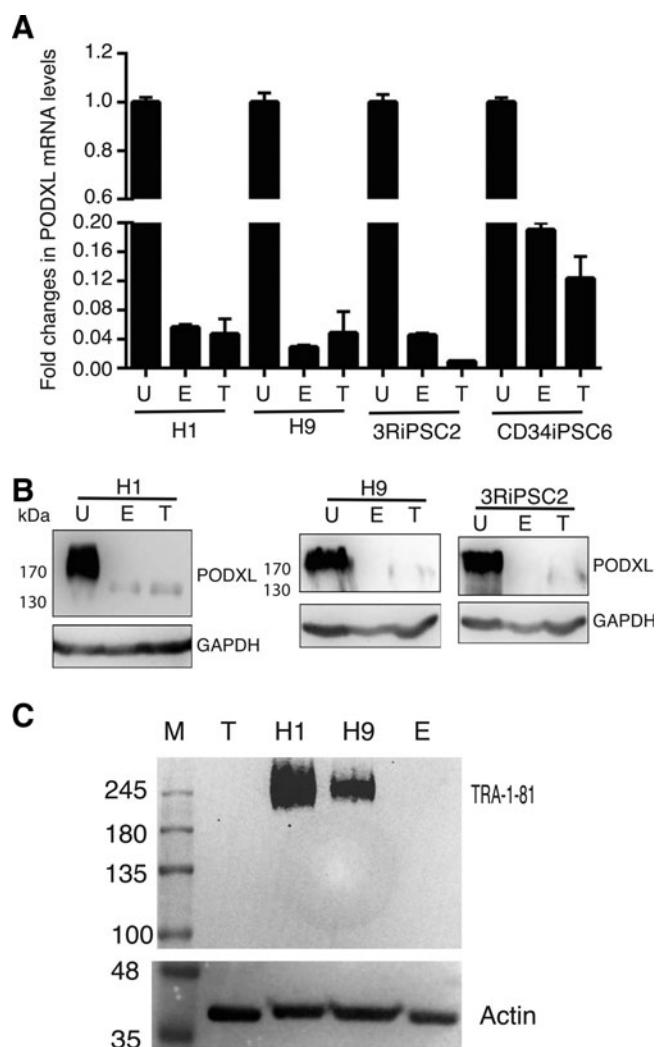 A
Fold changes in PODXL mRNA levels
1.2
1.0
0.8
0.6
0.20
0.16
0.12
0.08
0.04
0.00
U E T U E T U E T U E T
H1 H9 3RiPSC2 CD34iPSC6
B
H1 H9 3RiPSC2
kDa U E T U E T U E T
170 PODXL 170 PODXL
130 130
GAPDH GAPDH
C
M T H1 H9 E
245 TRA-1-81
180
135
100
48
Actin
35